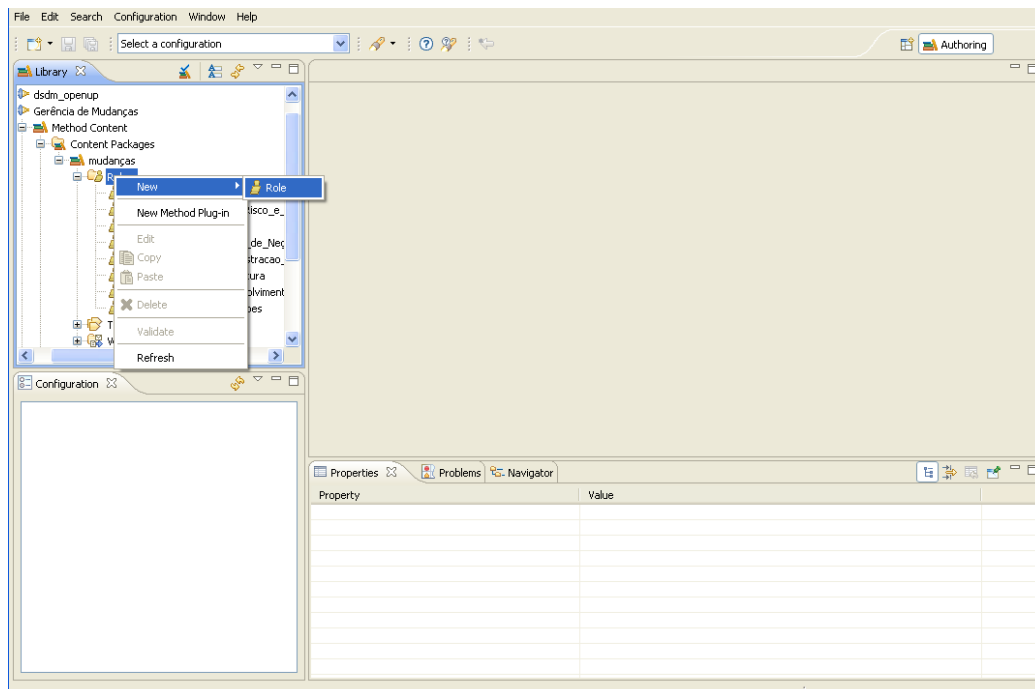 File Edit Search Configuration Window Help
Select a configuration
Authoring
Library
dsdm_openup
Gerência de Mudanças
Method Content
Content Packages
mudanças
New
Role
New Method Plug-in
Edit
Copy
Paste
Delete
Validate
Refresh
Configuration
Properties Problems Navigator
Property Value